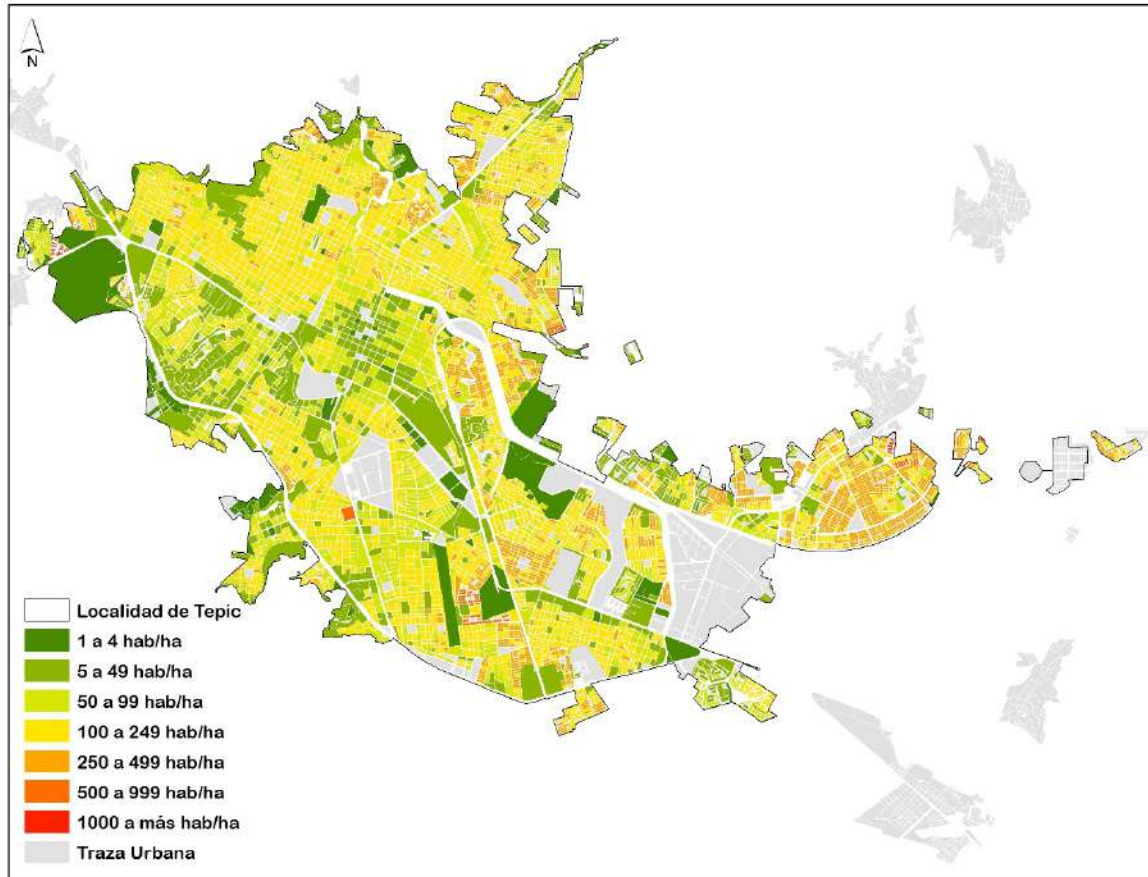 N
Localidad de Tepic
1 a 4 hab/ha
5 a 49 hab/ha
50 a 99 hab/ha
100 a 249 hab/ha
250 a 499 hab/ha
500 a 999 hab/ha
1000 a más hab/ha
Traza Urbana